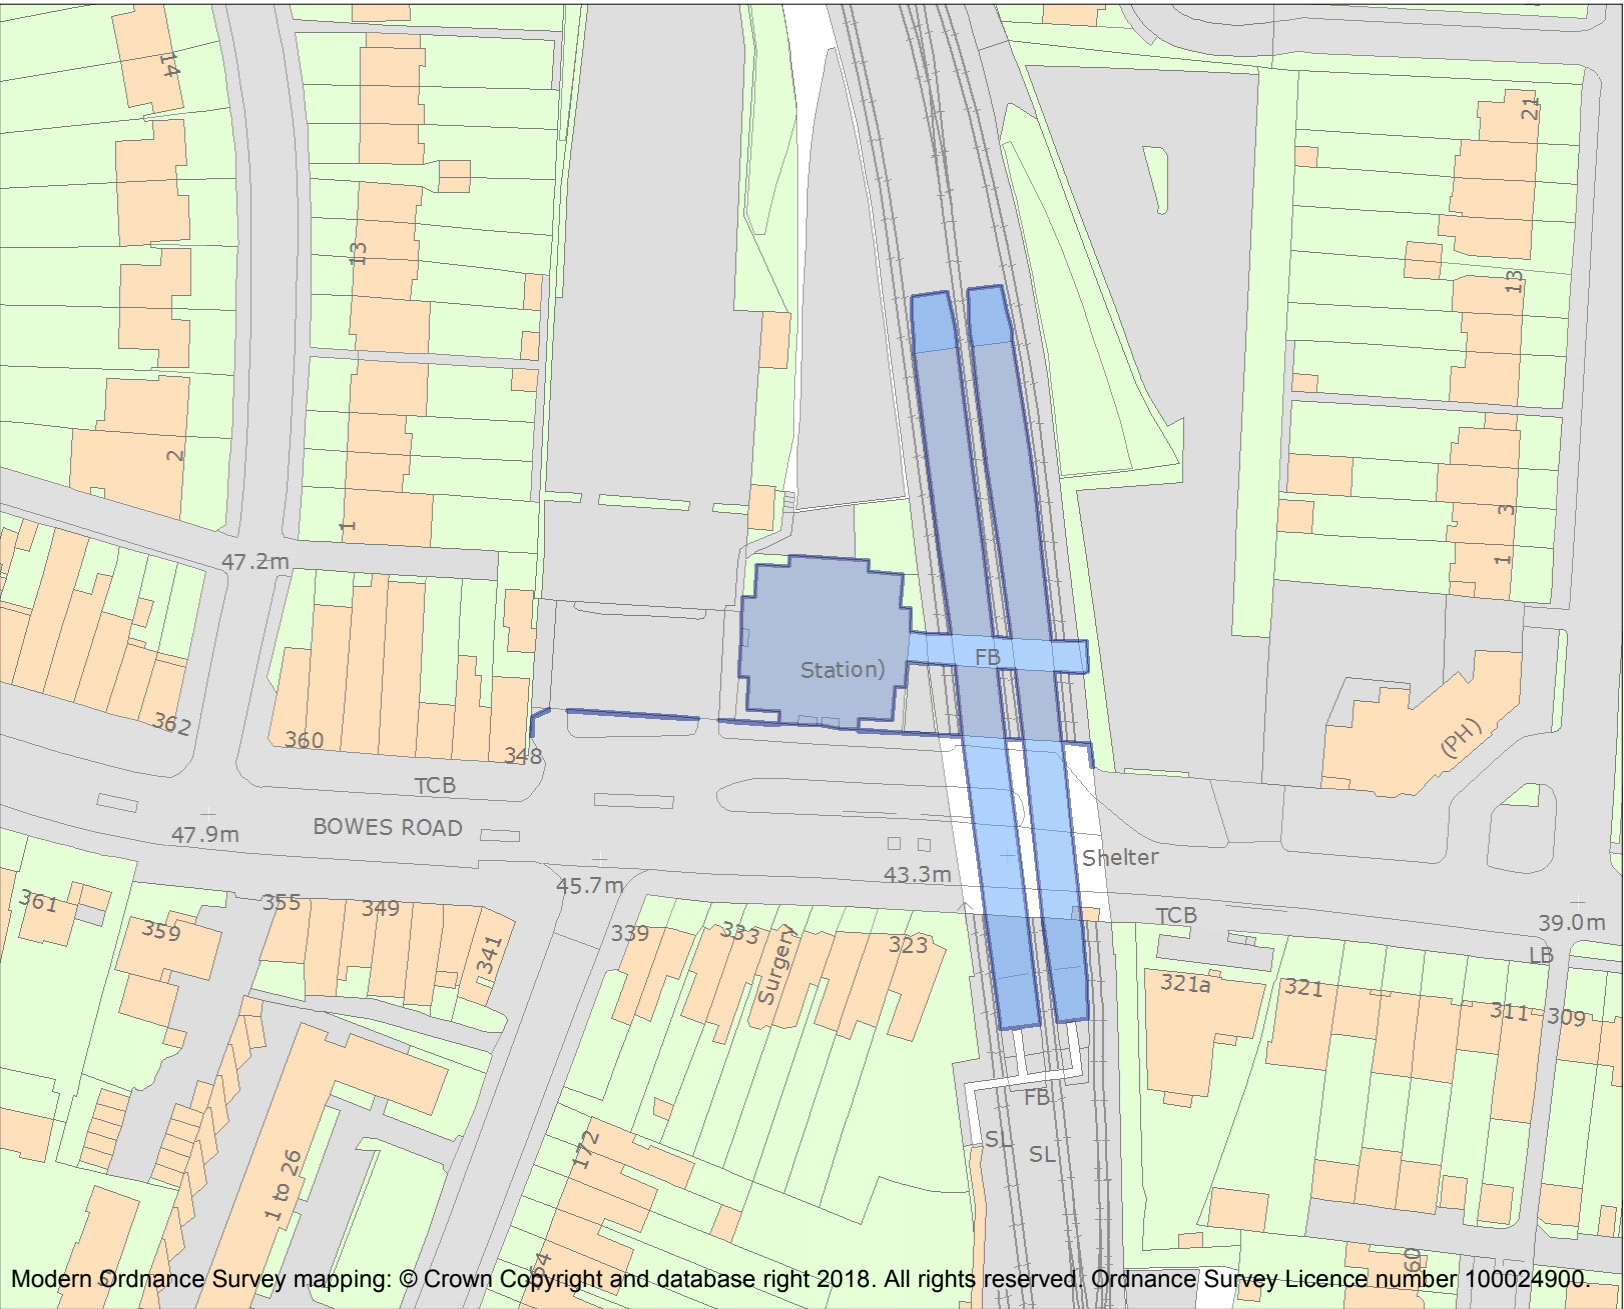 14
21
13
13
2
1
3
1
47.2m
Station)
FB
362
360
348
(PH)
TCB
BOWES ROAD
47.9m
Shelter
43.3m
45.7m
361
355
349
359
341
339
333
Surgery
323
TCB
39.0m
LB
321a
321
311
309
FB
SL
SL
172
1 to 26
64
60
Modern Ordnance Survey mapping: © Crown Copyright and database right 2018. All rights reserved. Ordnance Survey Licence number 100024900.